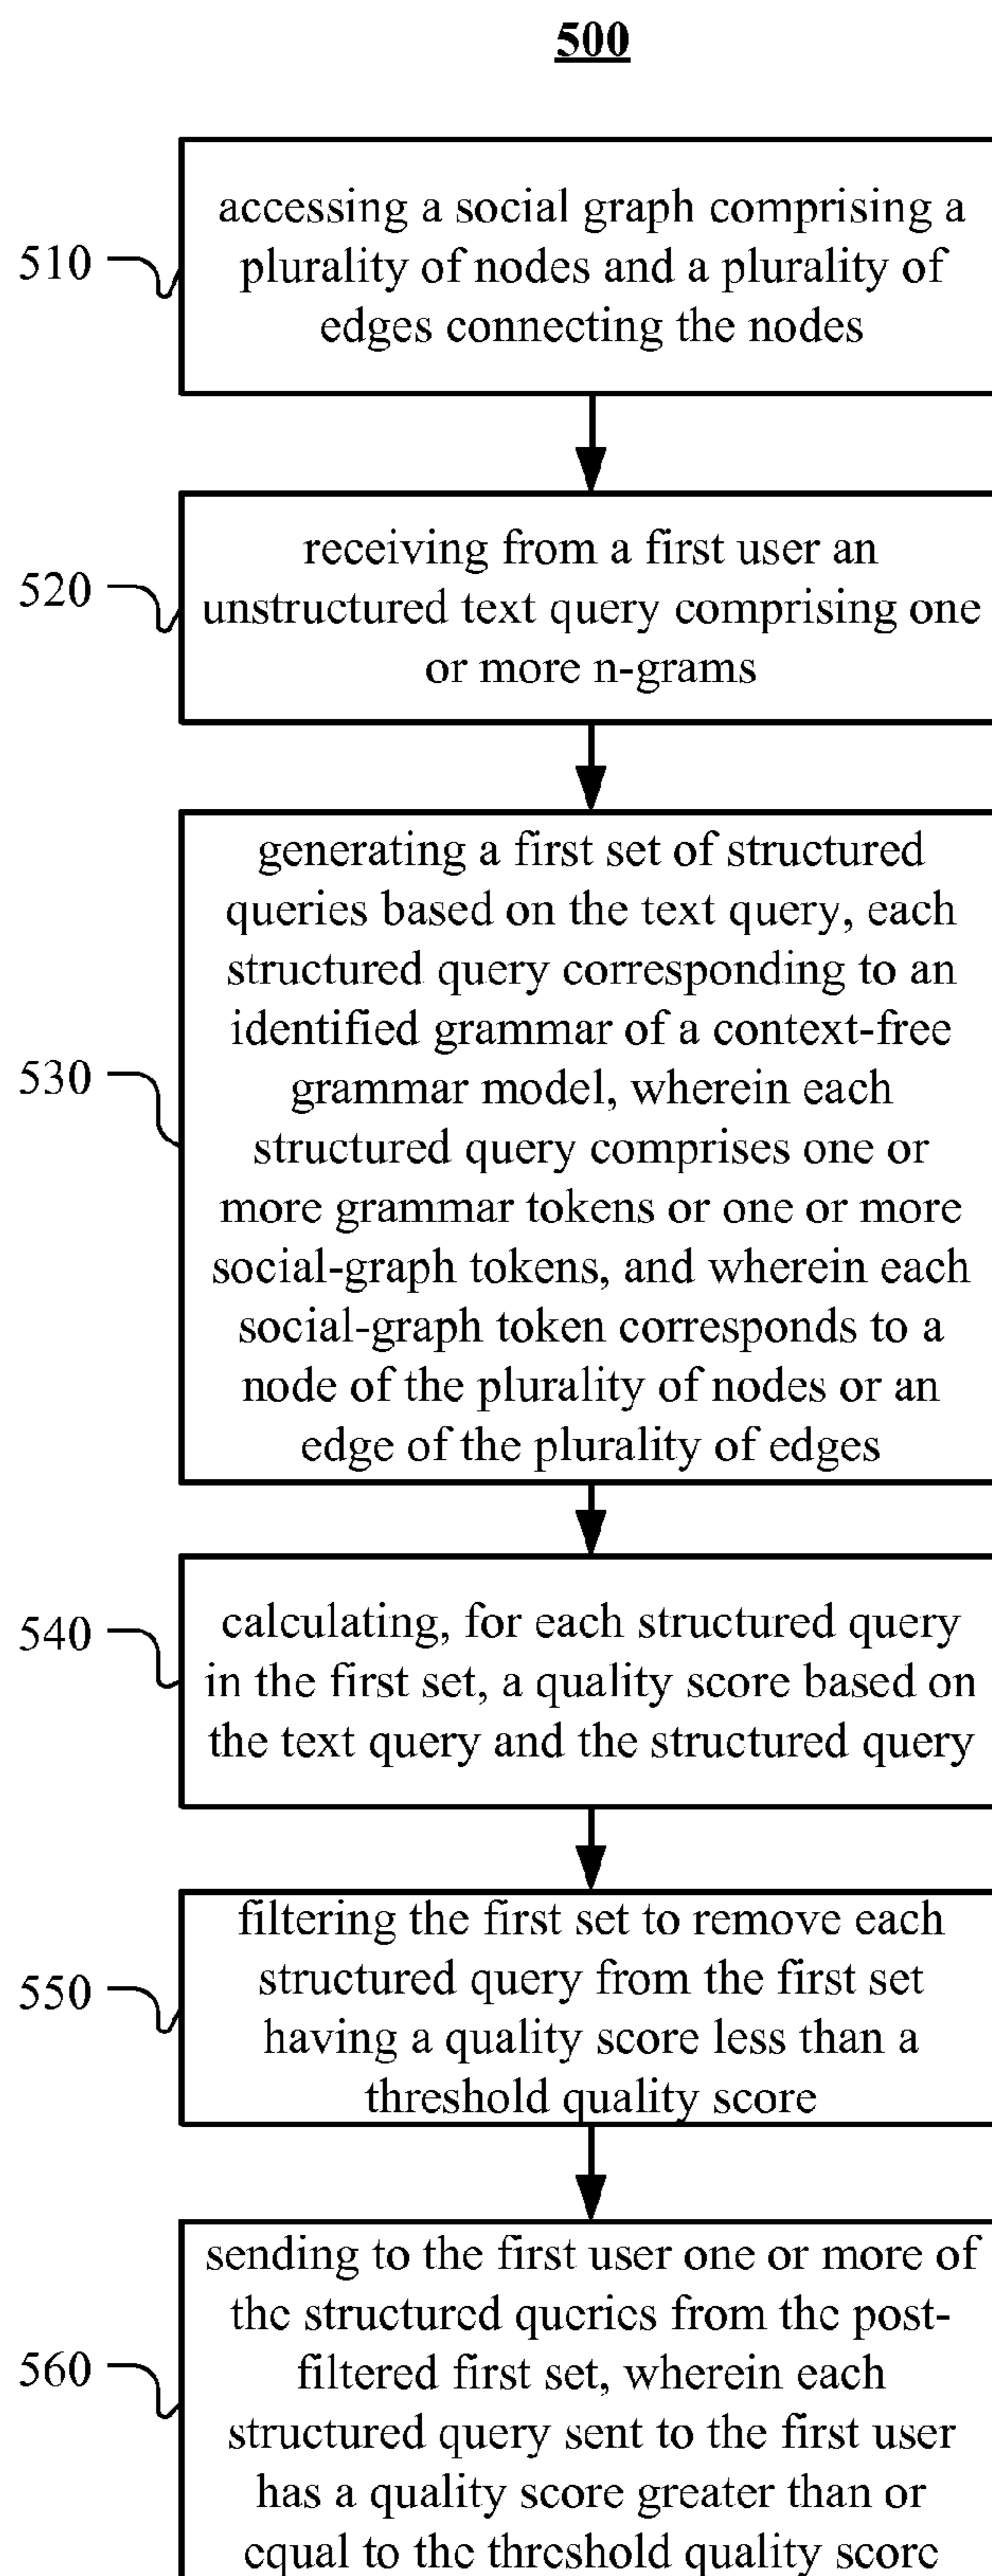 500
510
accessing a social graph comprising a
plurality of nodes and a plurality of
edges connecting the nodes
520
receiving from a first user an
unstructured text query comprising one
or more n-grams
530
generating a first set of structured
queries based on the text query, each
structured query corresponding to an
identified grammar of a context-free
grammar model, wherein each
structured query comprises one or
more grammar tokens or one or more
social-graph tokens, and wherein each
social-graph token corresponds to a
node of the plurality of nodes or an
edge of the plurality of edges
540
calculating, for each structured query
in the first set, a quality score based on
the text query and the structured query
550
filtering the first set to remove each
structured query from the first set
having a quality score less than a
threshold quality score
560
sending to the first user one or more of
the structured queries from the post-
filtered first set, wherein each
structured query sent to the first user
has a quality score greater than or
equal to the threshold quality score